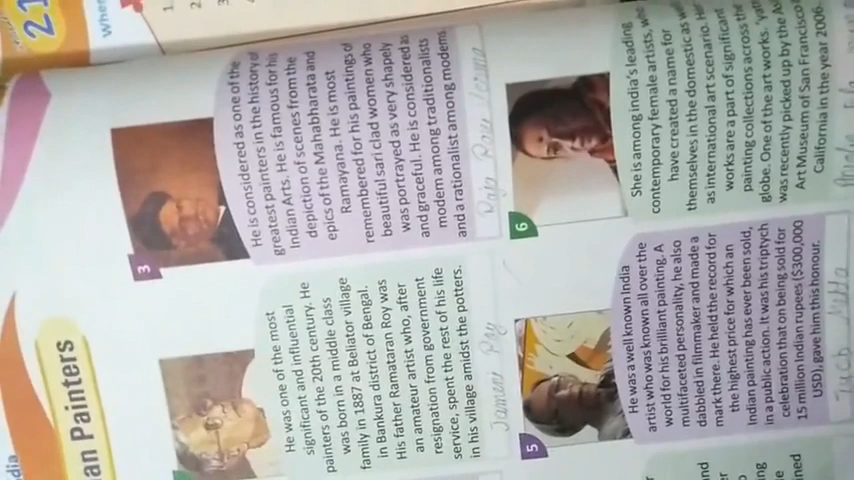 21
an Painters
He was one of the most
significant and influential
painters of the 20th century. He
was born in a middle class
family in 1887 at Beliator village
in Bankura district of Bengal.
His father Ramataran Roy was
an amateur artist who, after
resignation from government
service, spent the rest of his life
in his village amidst the potters.
Jamini Roy
3
He is considered as one of the
greatest painters in the history of
Indian Arts. He is famous for his
depiction of scenes from the
epics of the Mahabharata and
Ramayana. He is most
remembered for his paintings of
beautiful sari clad women who
was portrayed as very shapely
and graceful. He is considered as
modem among traditionalists
and a rationalist among modems.
Raja Ravi Verma
5
He was a well known India
artist who was known all over the
world for his brilliant painting. A
multifaceted personality, he also
dabbled in filmmaker and made a
mark there. He held the record for
the highest price for which an
Indian painting has ever been sold,
in a public action. It was his triptych
celebration that on being sold for
15 million Indian rupees ($300,000
USD), gave him this honour.
6
She is among india's leading
contemporary female artists, who
have created a name for
themselves in the domestic as well
as international art scenario. Her
works are a part of significant
painting collections across the
globe. One of the art works.
was recently picked up by the
Art Museum of San Francisco
California in the year 2006.